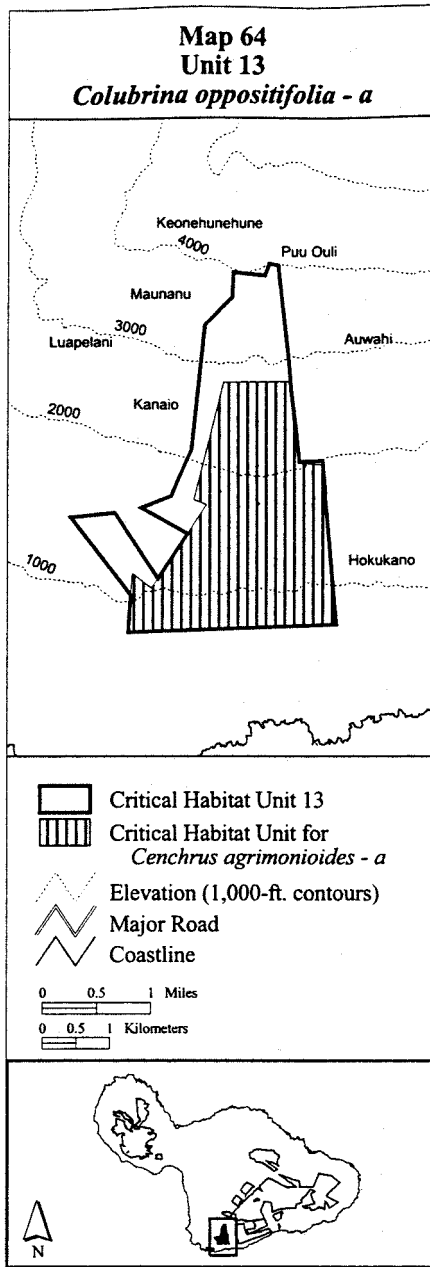 Map 64
Unit 13
Colubrina oppositifolia - a
Keonehunehune
4000
Puu Ouli
Maunanu
3000
Luapelani
Auwahi
Kanaio
2000
1000
Hokukano
Critical Habitat Unit 13
Critical Habitat Unit for
Cenchrus agrimonioides - a
Elevation (1,000-ft. contours)
Major Road
Coastline
0 0.5 1 Miles
0 0.5 1 Kilometers
N